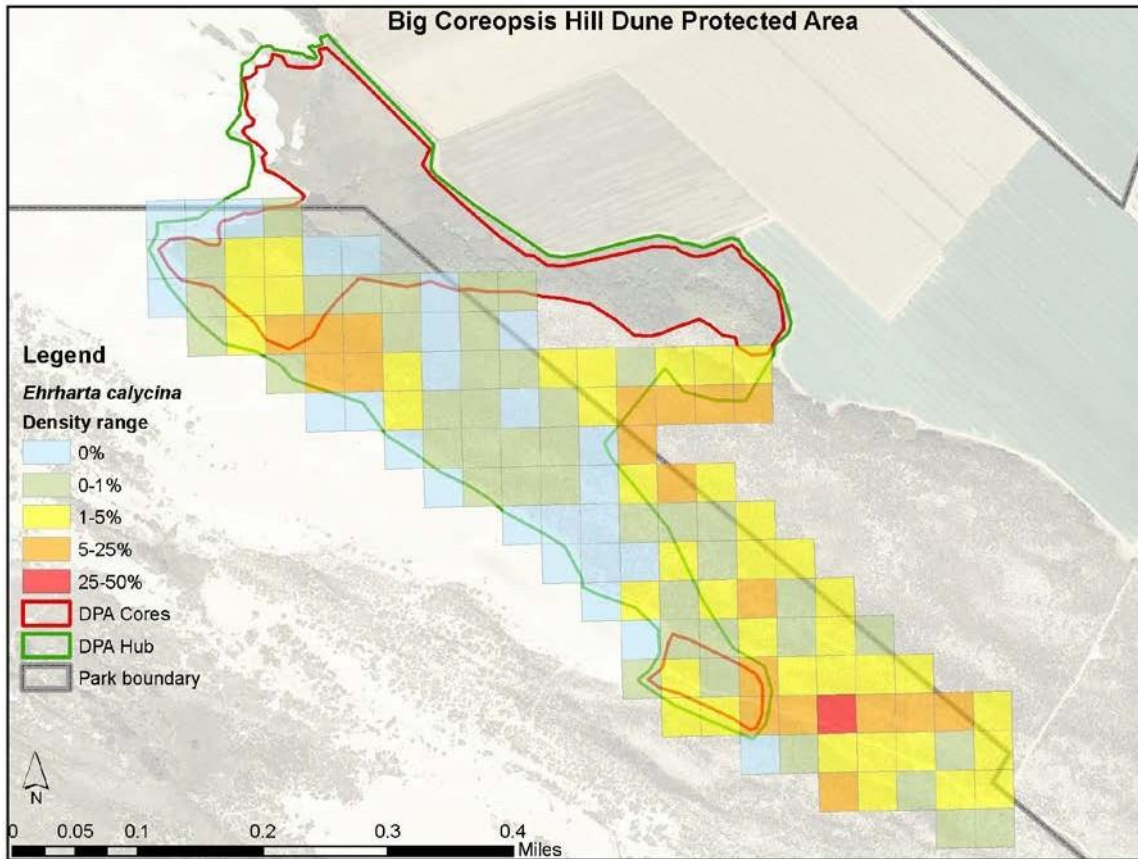 Big Coreopsis Hill Dune Protected Area
Legend
Ehrharta calycina
Density range
0%
0-1%
1-5%
5-25%
25-50%
DPA Cores
DPA Hub
Park boundary
N
0 0.05 0.1 0.2 0.3 0.4
Miles